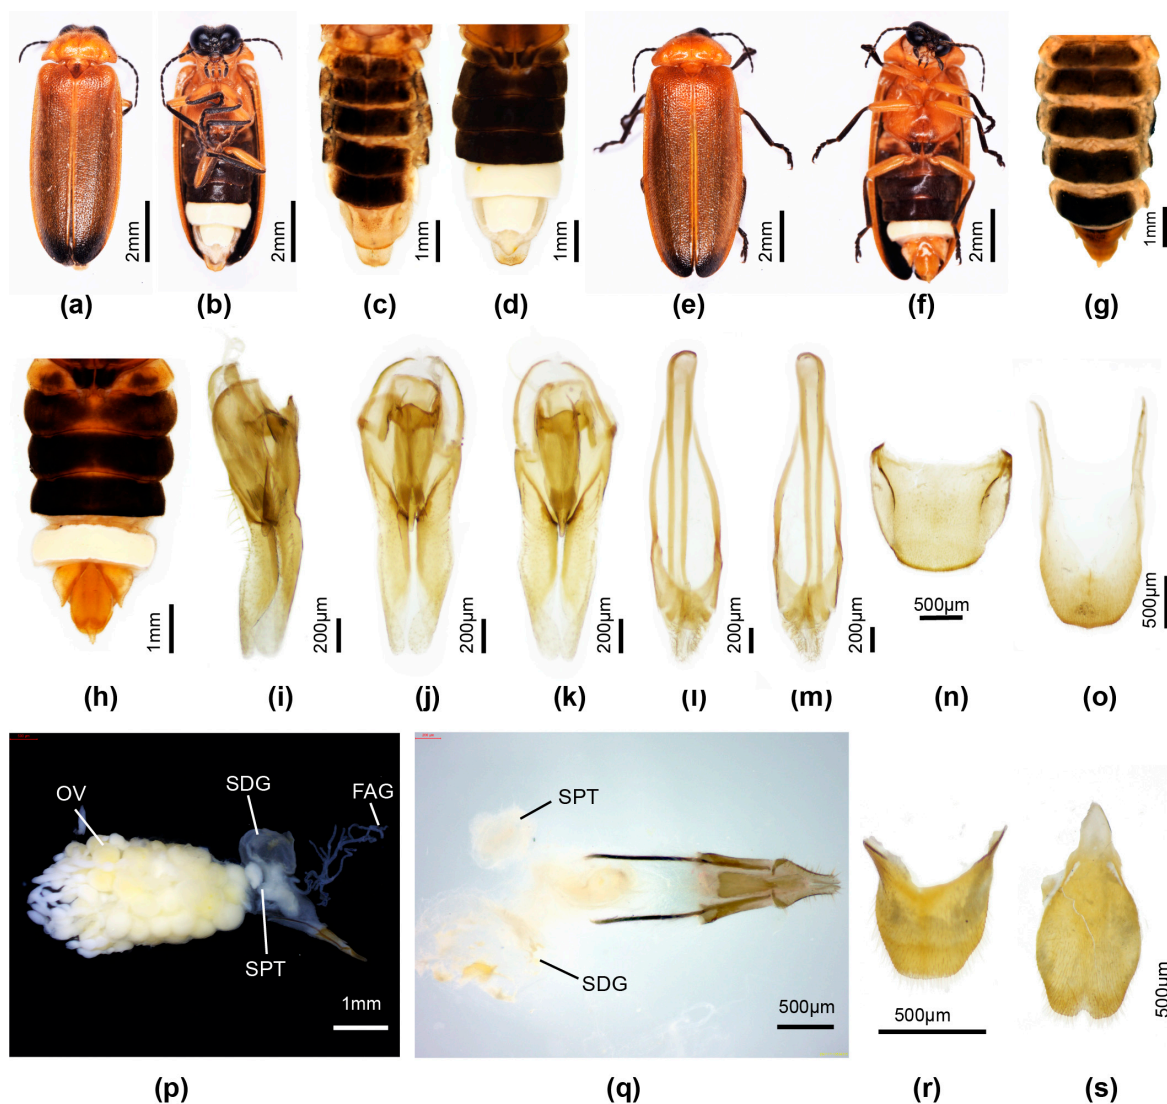 2mm
2mm
1mm
1mm
2mm
2mm
1mm
(a)
(b)
(c)
(d)
(e)
(f)
(g)
1mm
200µm
200µm
200µm
200µm
200µm
500µm
500µm
(h)
(i)
(j)
(k)
(l)
(m)
(n)
(o)
OV
SDG
FAG
SPT
1mm
SPT
SDG
500µm
500µm
500µm
(p)
(q)
(r)
(s)